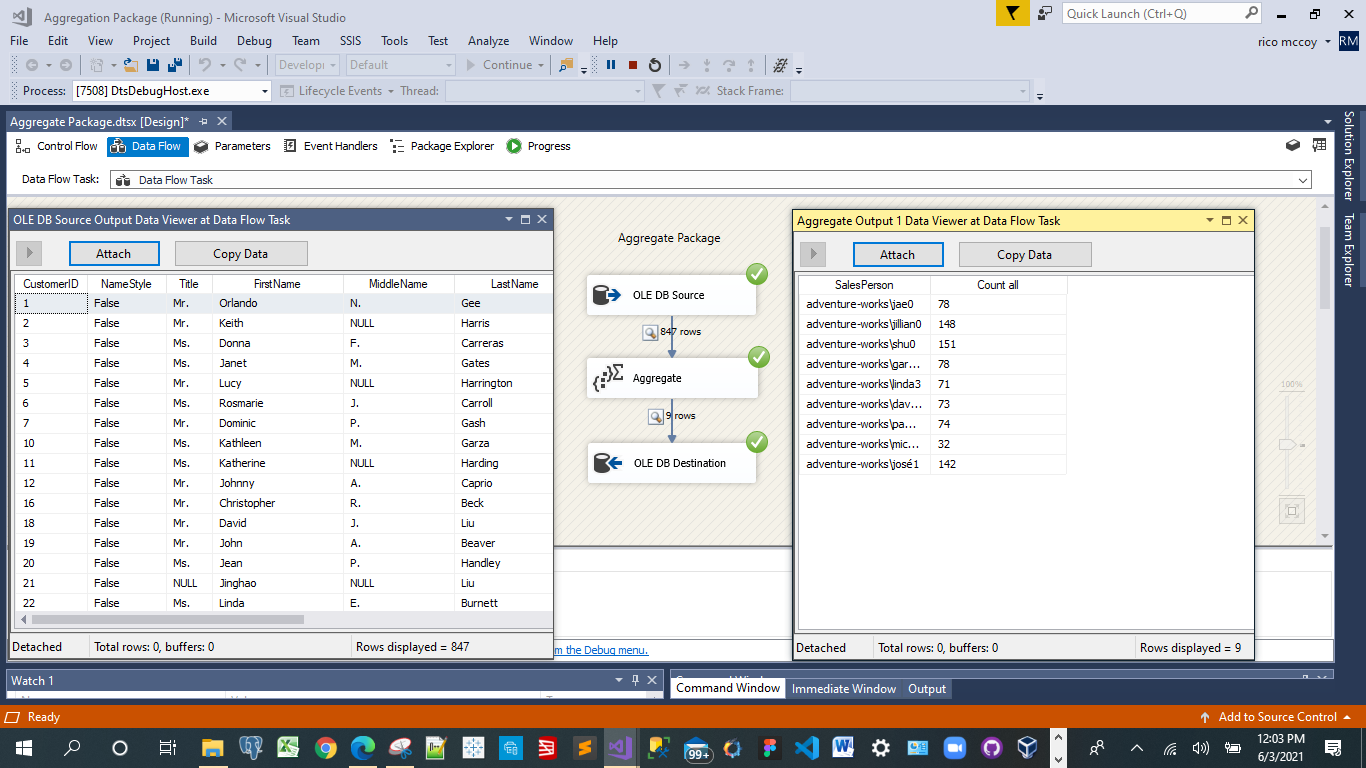 Aggregation Package (Running) - Microsoft Visual Studio
Quick Launch (Ctrl+Q)
File Edit View Project Build Debug Team SSIS Tools Test Analyze Window Help
rico mccoy RM
Develop Default Continue
Process: [7508] DtsDebugHost.exe Lifecycle Events Thread: Stack Frame:
Aggregate Package.dtsx [Design]*
Control Flow Data Flow Parameters Event Handlers Package Explorer Progress
Data Flow Task: Data Flow Task
Solution Explorer
Team Explorer
OLE DB Source Output Data Viewer at Data Flow Task
Attach Copy Data
CustomerID NameStyle Title FirstName MiddleName LastName
1 False Mr. Orlando N. Gee
2 False Mr. Keith NULL Harris
3 False Ms. Donna F. Carreras
4 False Ms. Janet M. Gates
5 False Mr. Lucy NULL Harrington
6 False Ms. Rosmarie J. Carroll
7 False Mr. Dominic P. Gash
10 False Ms. Kathleen M. Garza
11 False Ms. Katherine NULL Harding
12 False Mr. Johnny A. Caprio
16 False Mr. Christopher R. Beck
18 False Mr. David J. Liu
19 False Mr. John A. Beaver
20 False Ms. Jean P. Handley
21 False NULL Jinghao NULL Liu
22 False Ms. Linda E. Burnett
Detached Total rows: 0, buffers: 0 Rows displayed = 847
Aggregate Package
OLE DB Source
847 rows
Aggregate
9 rows
OLE DB Destination
Aggregate Output 1 Data Viewer at Data Flow Task
Attach Copy Data
SalesPerson Count all
adventure-works\jae0 78
adventure-works\jillian0 148
adventure-works\shu0 151
adventure-works\gar... 78
adventure-works\linda3 71
adventure-works\dav... 73
adventure-works\pa... 74
adventure-works\mic... 32
adventure-works\josé1 142
Detached Total rows: 0, buffers: 0 Rows displayed = 9
100%
the Debug menu.
Watch 1
Command Window Immediate Window Output
Ready
Add to Source Control
99+
12:03 PM
6/3/2021